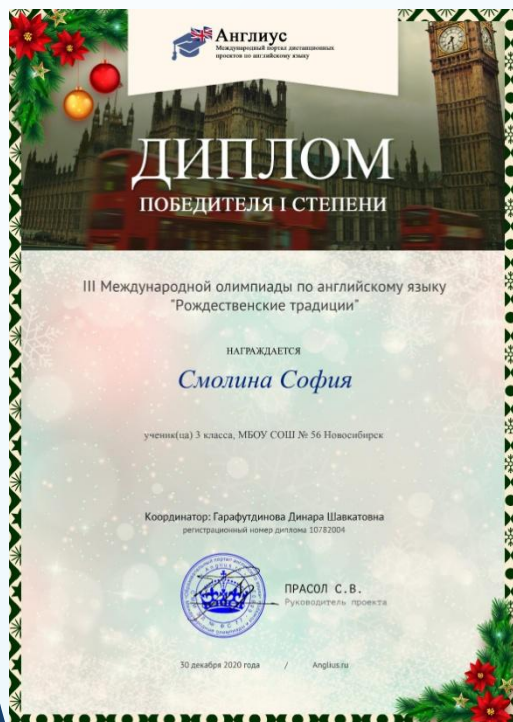 Англиус
Международный портал дистанционных
проектов по английскому языку
ДИПЛОМ
ПОБЕДИТЕЛЯ I СТЕПЕНИ
III Международной олимпиады по английскому языку
"Рождественские традиции"
НАГРАЖДАЕТСЯ
Смолина София
ученик(ца) 3 класса, МБОУ СОШ № 56 Новосибирск
Координатор: Гарафутдинова Динара Шавкатовна
регистрационный номер диплома 10782004
ПРАСОЛ С.В.
Руководитель проекта
30 декабря 2020 года / Anglius.ru